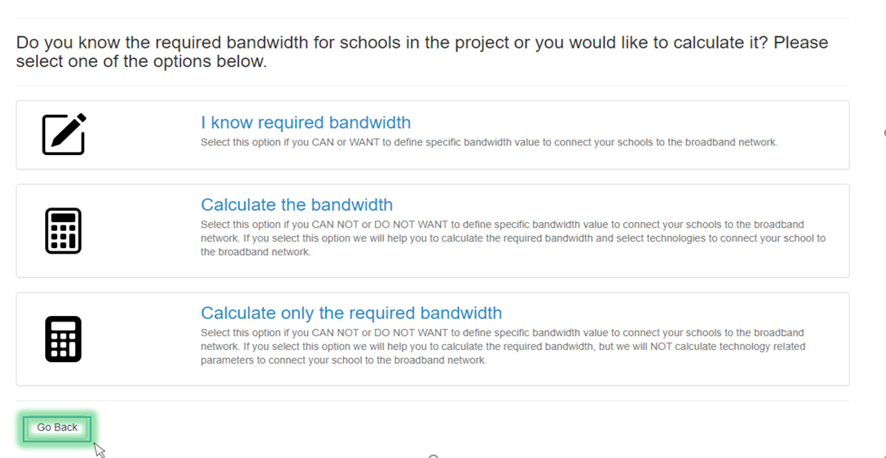 Do you know the required bandwidth for schools in the project or you would like to calculate it? Please
select one of the options below.
I know required bandwidth
Select this option if you CAN or WANT to define specific bandwidth value to connect your schools to the broadband network.
Calculate the bandwidth
Select this option if you CAN NOT or DO NOT WANT to define specific bandwidth value to connect your schools to the broadband
network. If you select this option we will help you to calculate the required bandwidth and select technologies to connect your school to
the broadband network.
Calculate only the required bandwidth
Select this option if you CAN NOT or DO NOT WANT to define specific bandwidth value to connect your schools to the broadband
network. If you select this option we will help you to calculate the required bandwidth, but we will NOT calculate technology related
parameters to connect your school to the broadband network.
Go Back